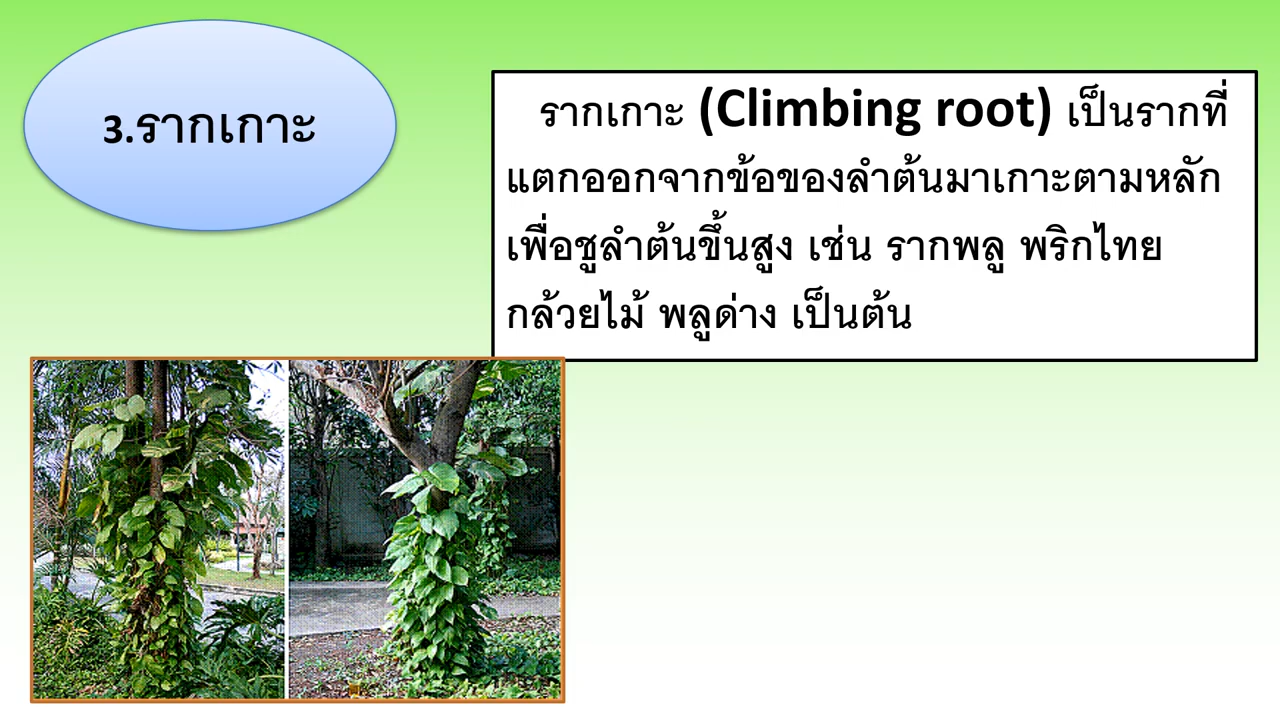 3.รากเกาะ
รากเกาะ (Climbing root) เป็นรากที่
แตกออกจากข้อของลำต้นมาเกาะตามหลัก
เพื่อชูลำต้นขึ้นสูง เช่น รากพลู พริกไทย
กล้วยไม้ พลูด่าง เป็นต้น